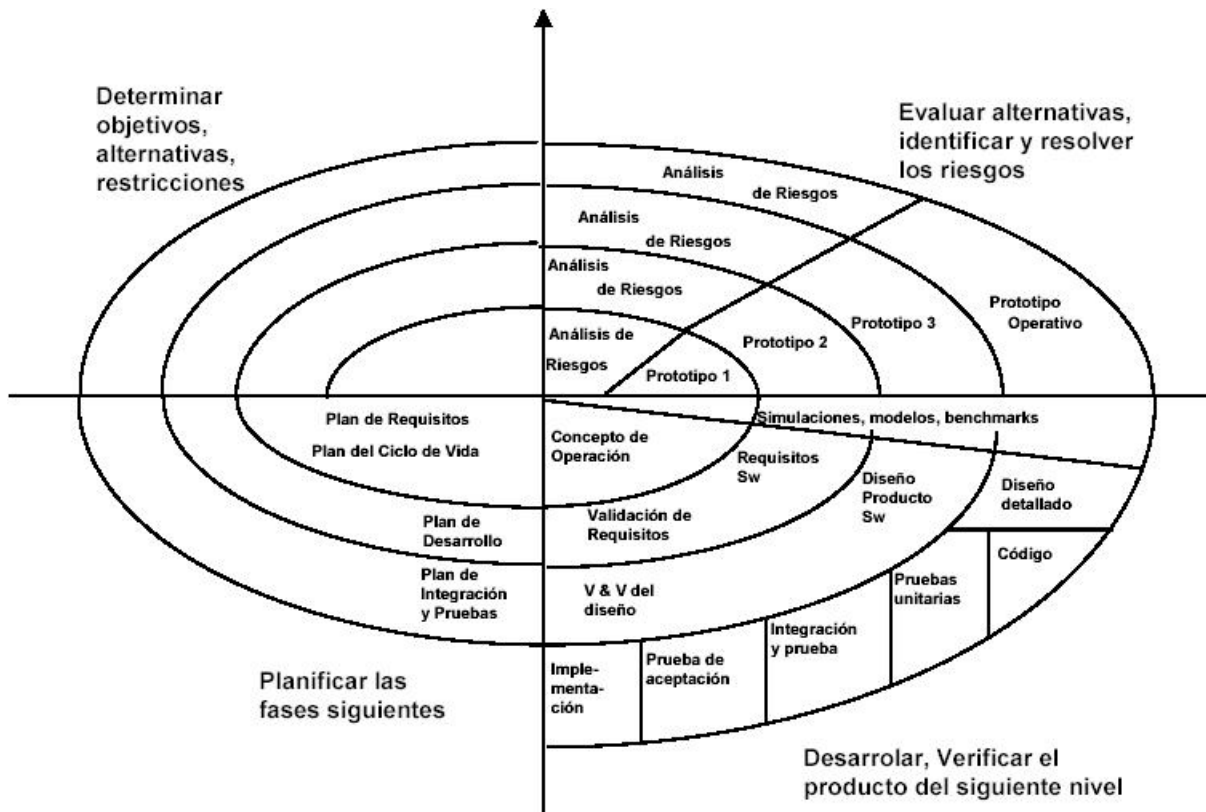 Determinar
objetivos,
alternativas,
restricciones
Evaluar alternativas,
identificar y resolver
los riesgos
Análisis
de Riesgos
Análisis
de Riesgos
Análisis
de Riesgos
Análisis de
Riesgos
Prototipo 1
Prototipo 2
Prototipo 3
Prototipo
Operativo
Simulaciones, modelos, benchmarks
Plan de Requisitos
Plan del Ciclo de Vida
Concepto de
Operación
Requisitos
Sw
Diseño
Producto
Sw
Diseño
detallado
Plan de
Desarrollo
Validación de
Requisitos
Código
Plan de
Integración
y Pruebas
V & V del
diseño
Pruebas
unitarias
Integración
y prueba
Prueba de
aceptación
Imple-
menta-
ción
Planificar las
fases siguientes
Desarrolar, Verificar el
producto del siguiente nivel